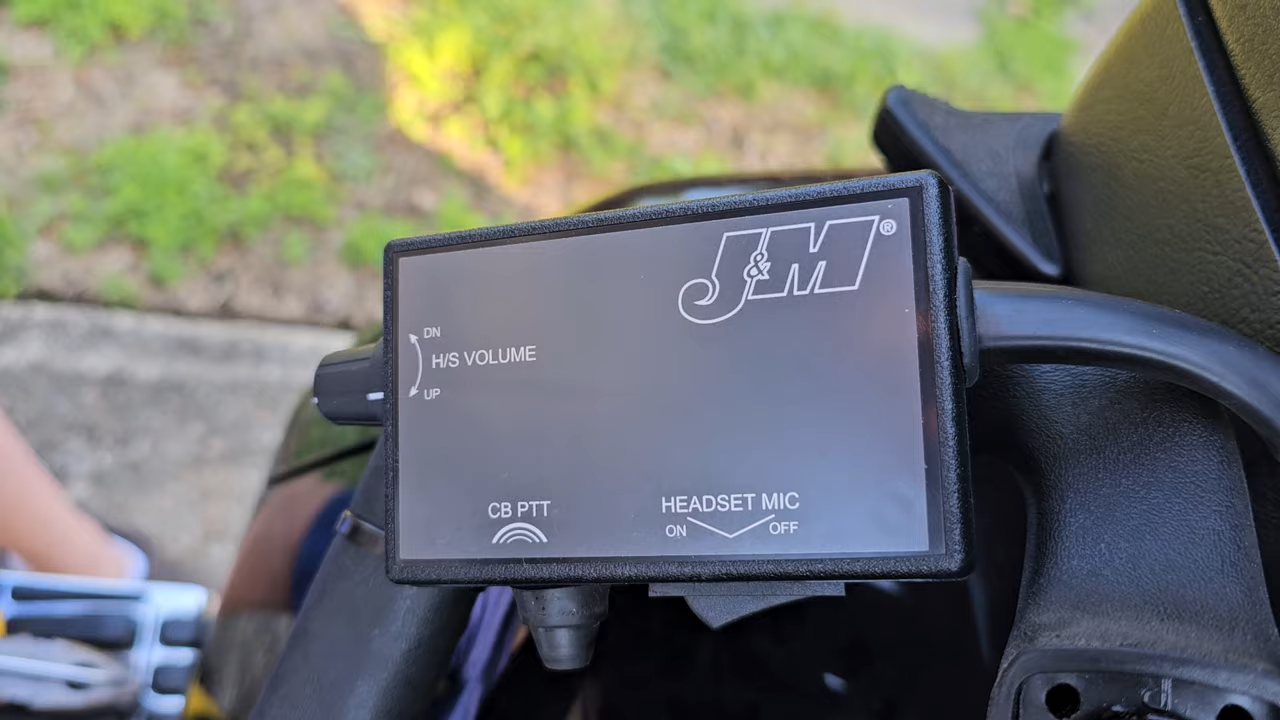 J&M®
DN
H/S VOLUME
UP
CB PTT
HEADSET MIC
ON OFF